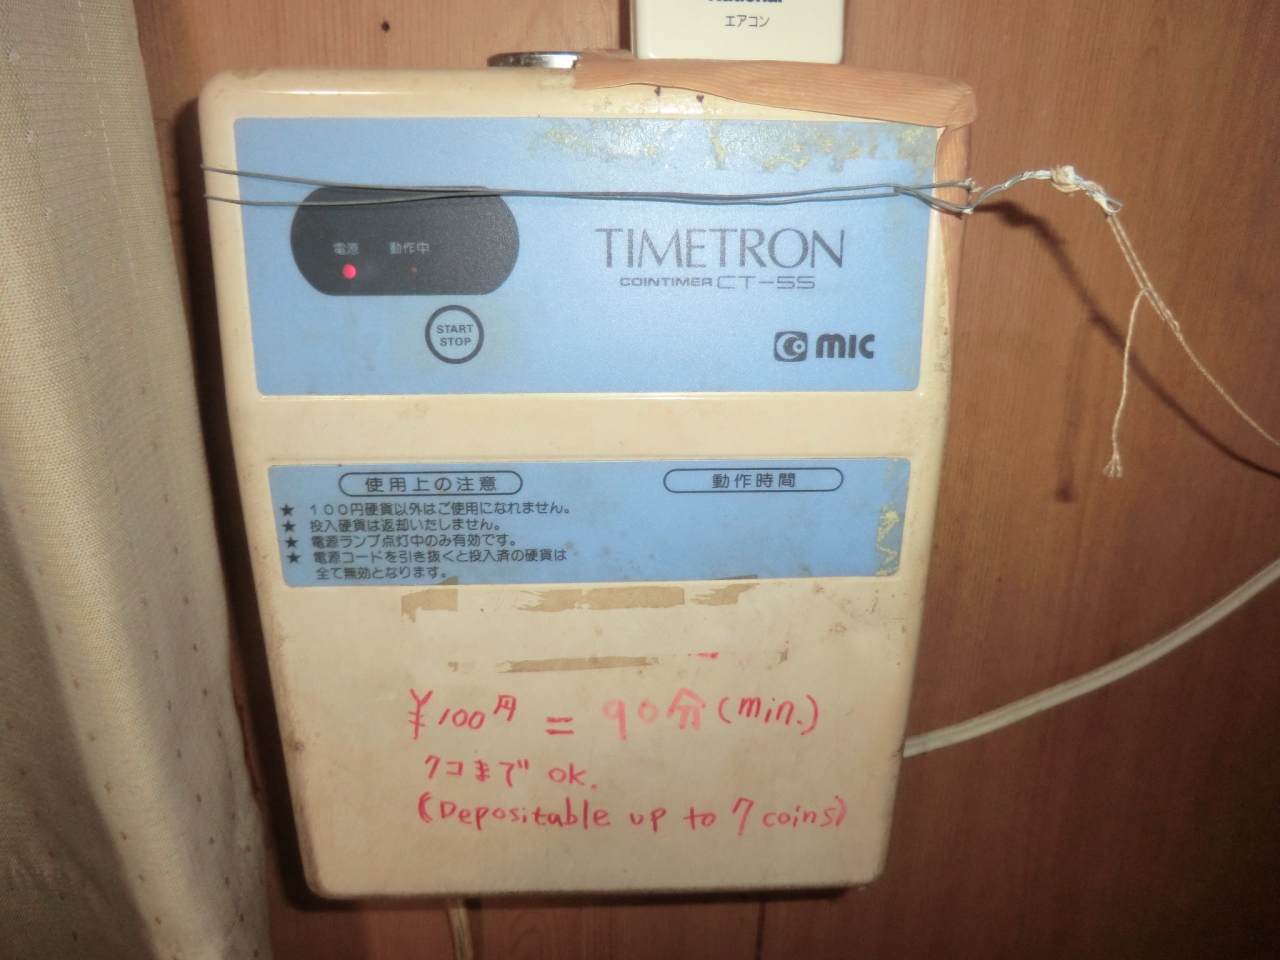 National
エアコン
電源 動作中
TIMETRON
COINTIMER CT-55
START
STOP
mic
使用上の注意
★ 100円硬貨以外はご使用になれません。
★ 投入硬貨は返却いたしません。
★ 電源ランプ点灯中のみ有効です。
★ 電源コードを引き抜くと投入済の硬貨は
全て無効となります。
動作時間
¥100円 = 90分(min.)
7コまで OK.
(Depositable up to 7 coins)